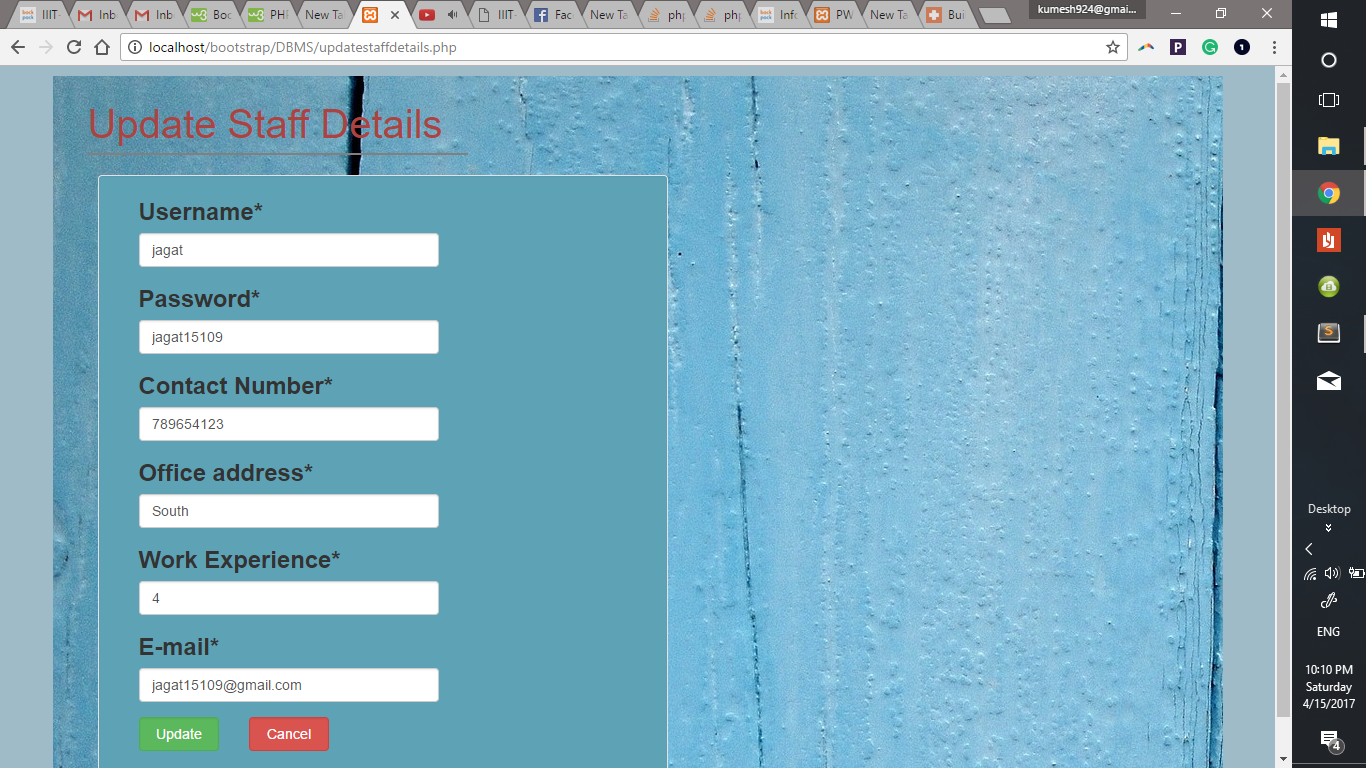 IIIT-
Inb
Inb
Boo
PHP
New Ta
IIIT-
Fac
New Ta
php
php
Info
PW
New Ta
Bui
kumesh924@gmai...
localhost/bootstrap/DBMS/updatestaffdetails.php
Update Staff Details
Username*
jagat
Password*
jagat15109
Contact Number*
789654123
Office address*
South
Work Experience*
4
E-mail*
jagat15109@gmail.com
Update Cancel
Desktop
ENG
10:10 PM
Saturday
4/15/2017
4